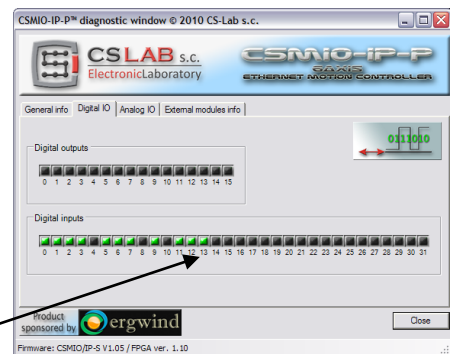 CSMIO-IP-P™ diagnostic window © 2010 CS-Lab s.c.
CSLAB s.c.
ElectronicLaboratory
CSMIO-IP-P
6AXIS
ETHERNET MOTION CONTROLLER
General info Digital IO Analog IO External modules info
0111010
Digital outputs
0 1 2 3 4 5 6 7 8 9 10 11 12 13 14 15
Digital inputs
0 1 2 3 4 5 6 7 8 9 10 11 12 13 14 15 16 17 18 19 20 21 22 23 24 25 26 27 28 29 30 31
Product
sponsored by ergwind
Close
Firmware: CSMIO/IP-S V1.05 / FPGA ver. 1.10